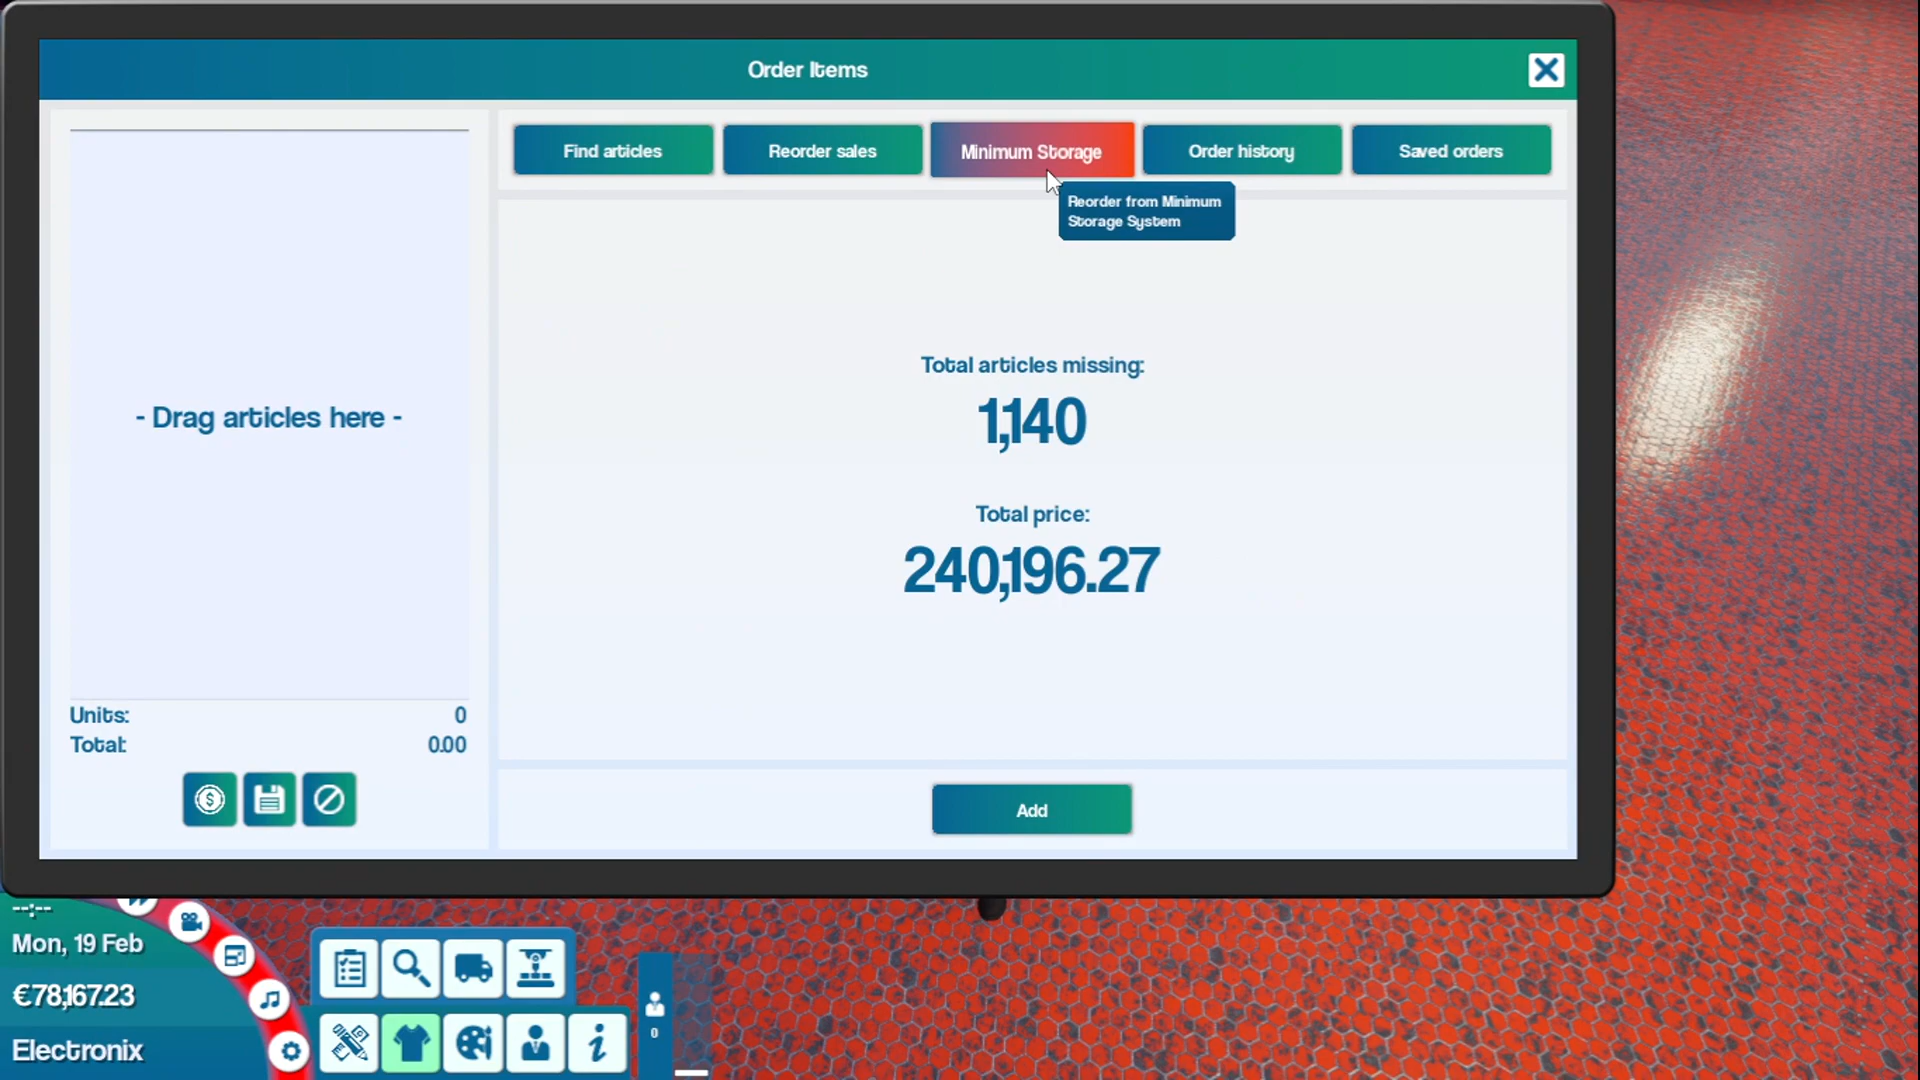 Order Items
Find articles
Reorder sales
Minimum Storage
Order history
Saved orders
Reorder from Minimum
Storage System
- Drag articles here -
Total articles missing:
1,140
Total price:
240,196.27
Units: 0
Total: 0.00
Add
--:--
Mon, 19 Feb
€78,167.23
Electronix
0